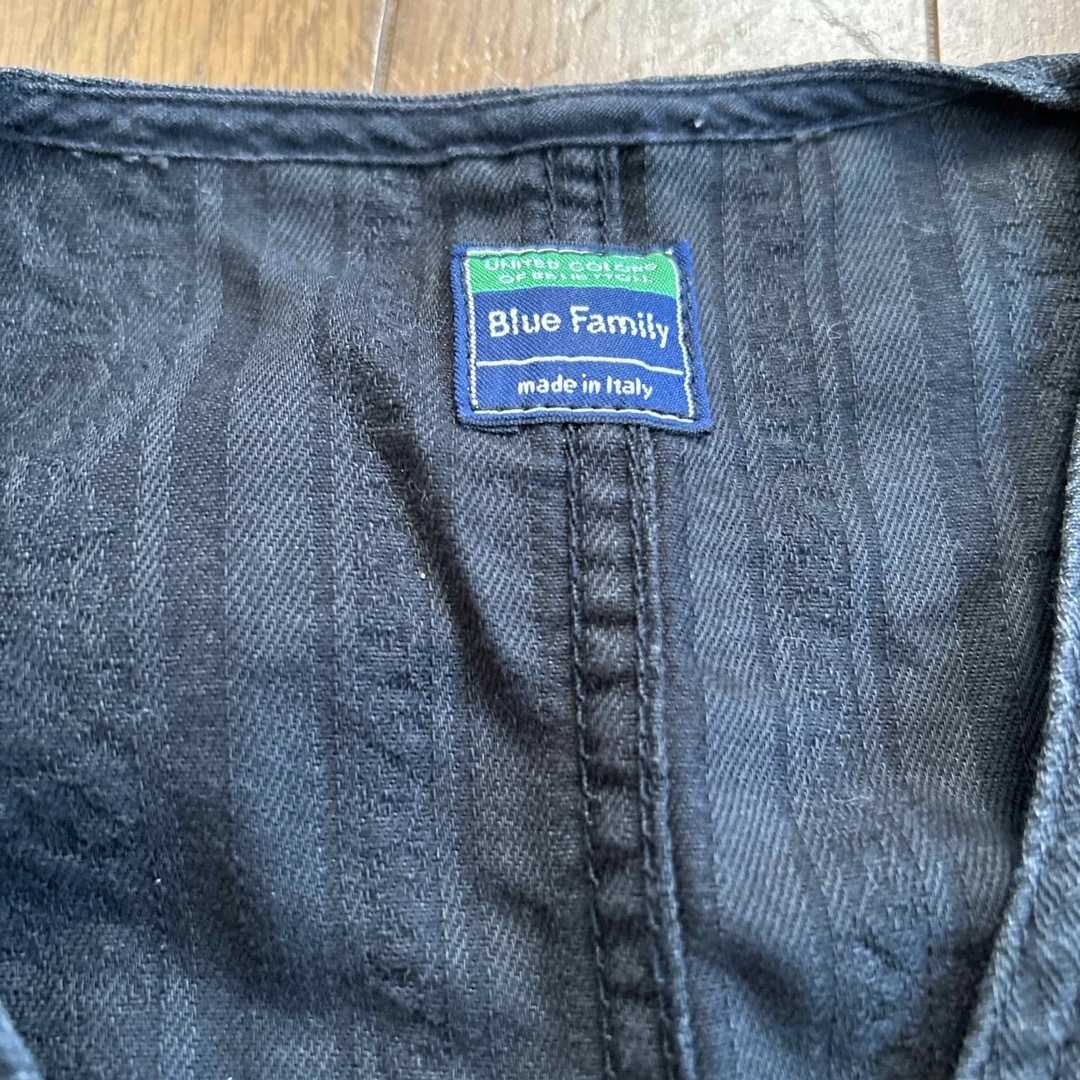 UNITED COLORS
OF BENETTON
Blue Family
made in Italy